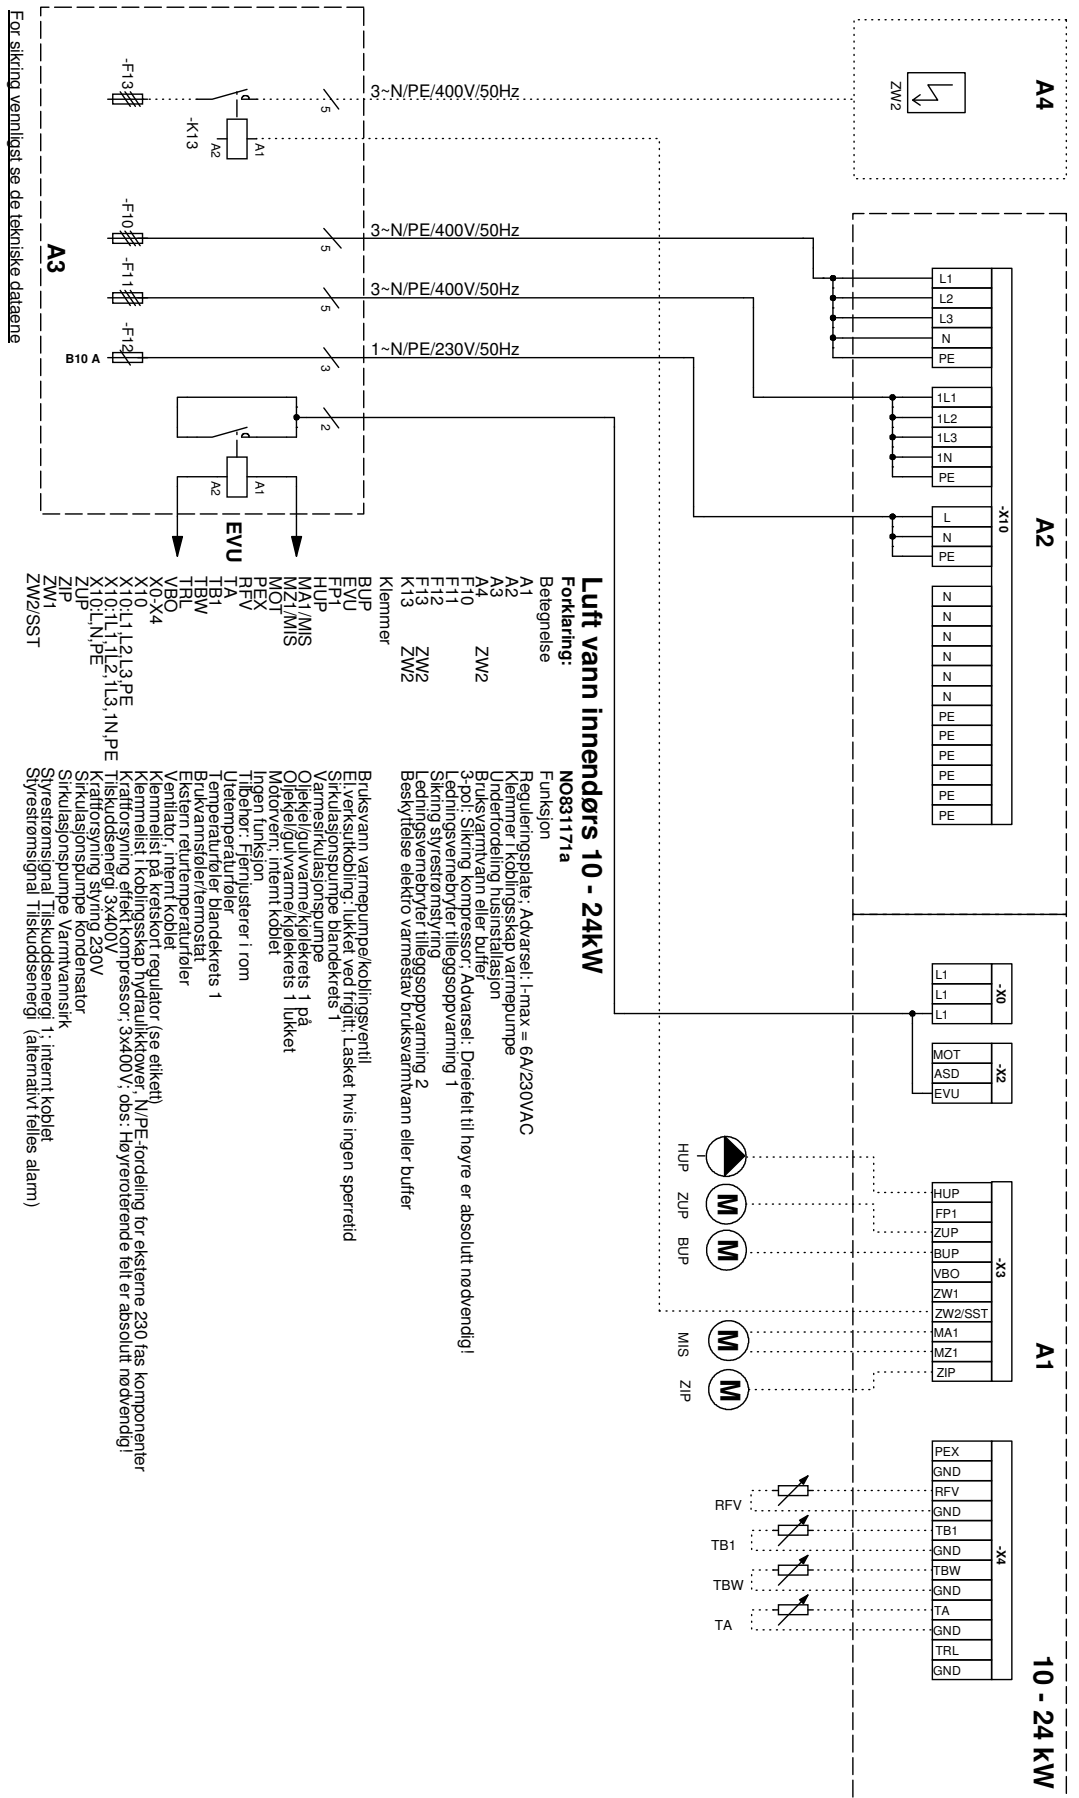 10 - 24 kW
A4
ZW2
A2
A1
-X10
L1
L2
L3
N
PE
1L1
1L2
1L3
1N
PE
L
N
PE
N
N
N
N
N
N
PE
PE
PE
PE
PE
PE
-X0
L1
L1
L1
-X2
MOT
ASD
EVU
-X3
HUP
FP1
ZUP
BUP
VBO
ZW1
ZW2/SST
MA1
MZ1
ZIP
-X4
PEX
GND
RFV
GND
TB1
GND
TBW
GND
TA
GND
TRL
GND
HUP
M
ZUP
M
BUP
M
MIS
M
ZIP
RFV
TB1
TBW
TA
3~N/PE/400V/50Hz
5
-F13
-K13
A2
A1
3~N/PE/400V/50Hz
5
-F10
3~N/PE/400V/50Hz
5
-F11
1~N/PE/230V/50Hz
3
-F12
B10 A
2
A2
A1
EVU
A3
Luft vann innendørs 10 - 24kW
Forklaring: NO831171a
Betegnelse Funksjon
A1 Reguleringsplate; Advarsel: I-max = 6A/230VAC
A2 Klemmer i koblingsskap varmepumpe
A3 Underfordeling husinstallasjon
A4 ZW2 Bruksvarmtvann eller buffer
F10 3-pol; Sikring kompressor; Advarsel: Dreiefelt til høyre er absolutt nødvendig!
F11 Ledningsvernebryter tilleggsoppvarming 1
F12 Sikring styrestrømstyring
F13 ZW2 Ledningsvernebryter tilleggsoppvarming 2
K13 ZW2 Beskyttelse elektro varmestav bruksvarmtvann eller buffer
Klemmer
BUP Bruksvann varmepumpe/koblingsventil
EVU El.verksutkobling; lukket ved frigitt; Lasket hvis ingen sperretid
FP1 Sirkulasjonspumpe blandekrets 1
HUP Varmesirkulasjonspumpe
MA1/MIS Oljekjel/gulvvarme/kjølekrets 1 på
MZ1/MIS Oljekjel/gulvvarme/kjølekrets 1 lukket
MOT Motorvern; internt koblet
PEX Ingen funksjon
RFV Tilbehør: Fjernjusterer i rom
TA Utetemperaturføler
TB1 Temperaturføler blandekrets 1
TBW Brukvannsføler/termostat
TRL Ekstern returtemperaturføler
VBO Ventilator, internt koblet
X0-X4 Klemmelist på kretskort regulator (se etikett)
X10 Klemmelist i koblingsskap hydraulikktower, N/PE-fordeling for eksterne 230 fas komponenter
X10:L1,L2,L3,PE Kraftforsyning effekt kompressor; 3x400V; obs: Høyreroterende felt er absolutt nødvendig!
X10:1L1,1L2,1L3,1N,PE Tilskuddsenergi 3x400V
X10:L,N,PE Kraftforsyning styring 230V
ZUP Sirkulasjonspumpe kondensator
ZIP Sirkulasjonspumpe Varmtvannsirk
ZW1 Styrestrømsignal Tilskuddsenergi 1; internt koblet
ZW2/SST Styrestrømsignal Tilskuddsenergi (alternativt felles alarm)
For sikring vennligst se de tekniske dataene